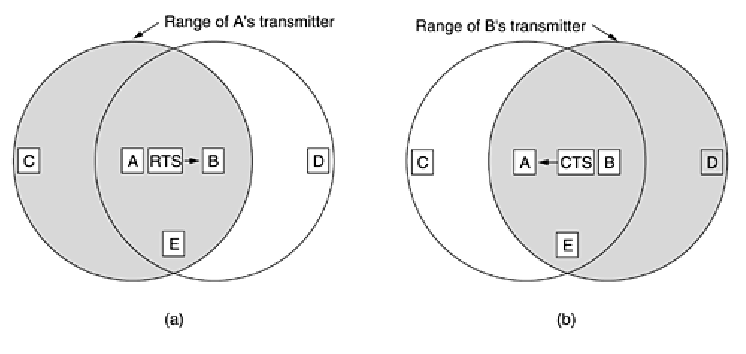 Range of A's transmitter
C
A RTS B
D
E
(a)
Range of B's transmitter
C
A CTS B
D
E
(b)